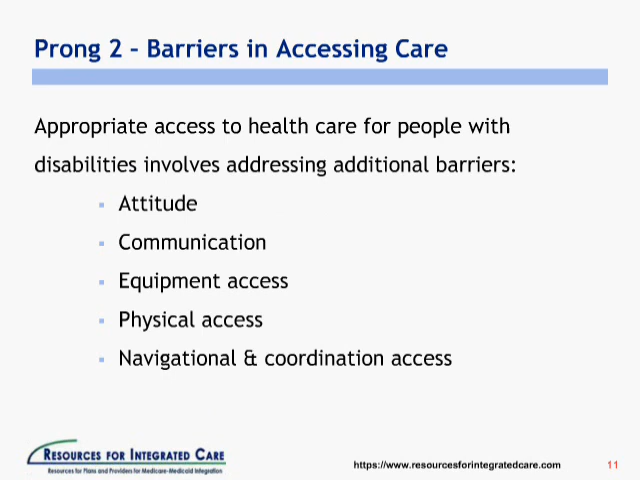 Prong 2 – Barriers in Accessing Care
Appropriate access to health care for people with
disabilities involves addressing additional barriers:
▪ Attitude
▪ Communication
▪ Equipment access
▪ Physical access
▪ Navigational & coordination access
RESOURCES FOR INTEGRATED CARE
Resources for Plans and Providers for Medicare-Medicaid Integration
https://www.resourcesforintegratedcare.com
11